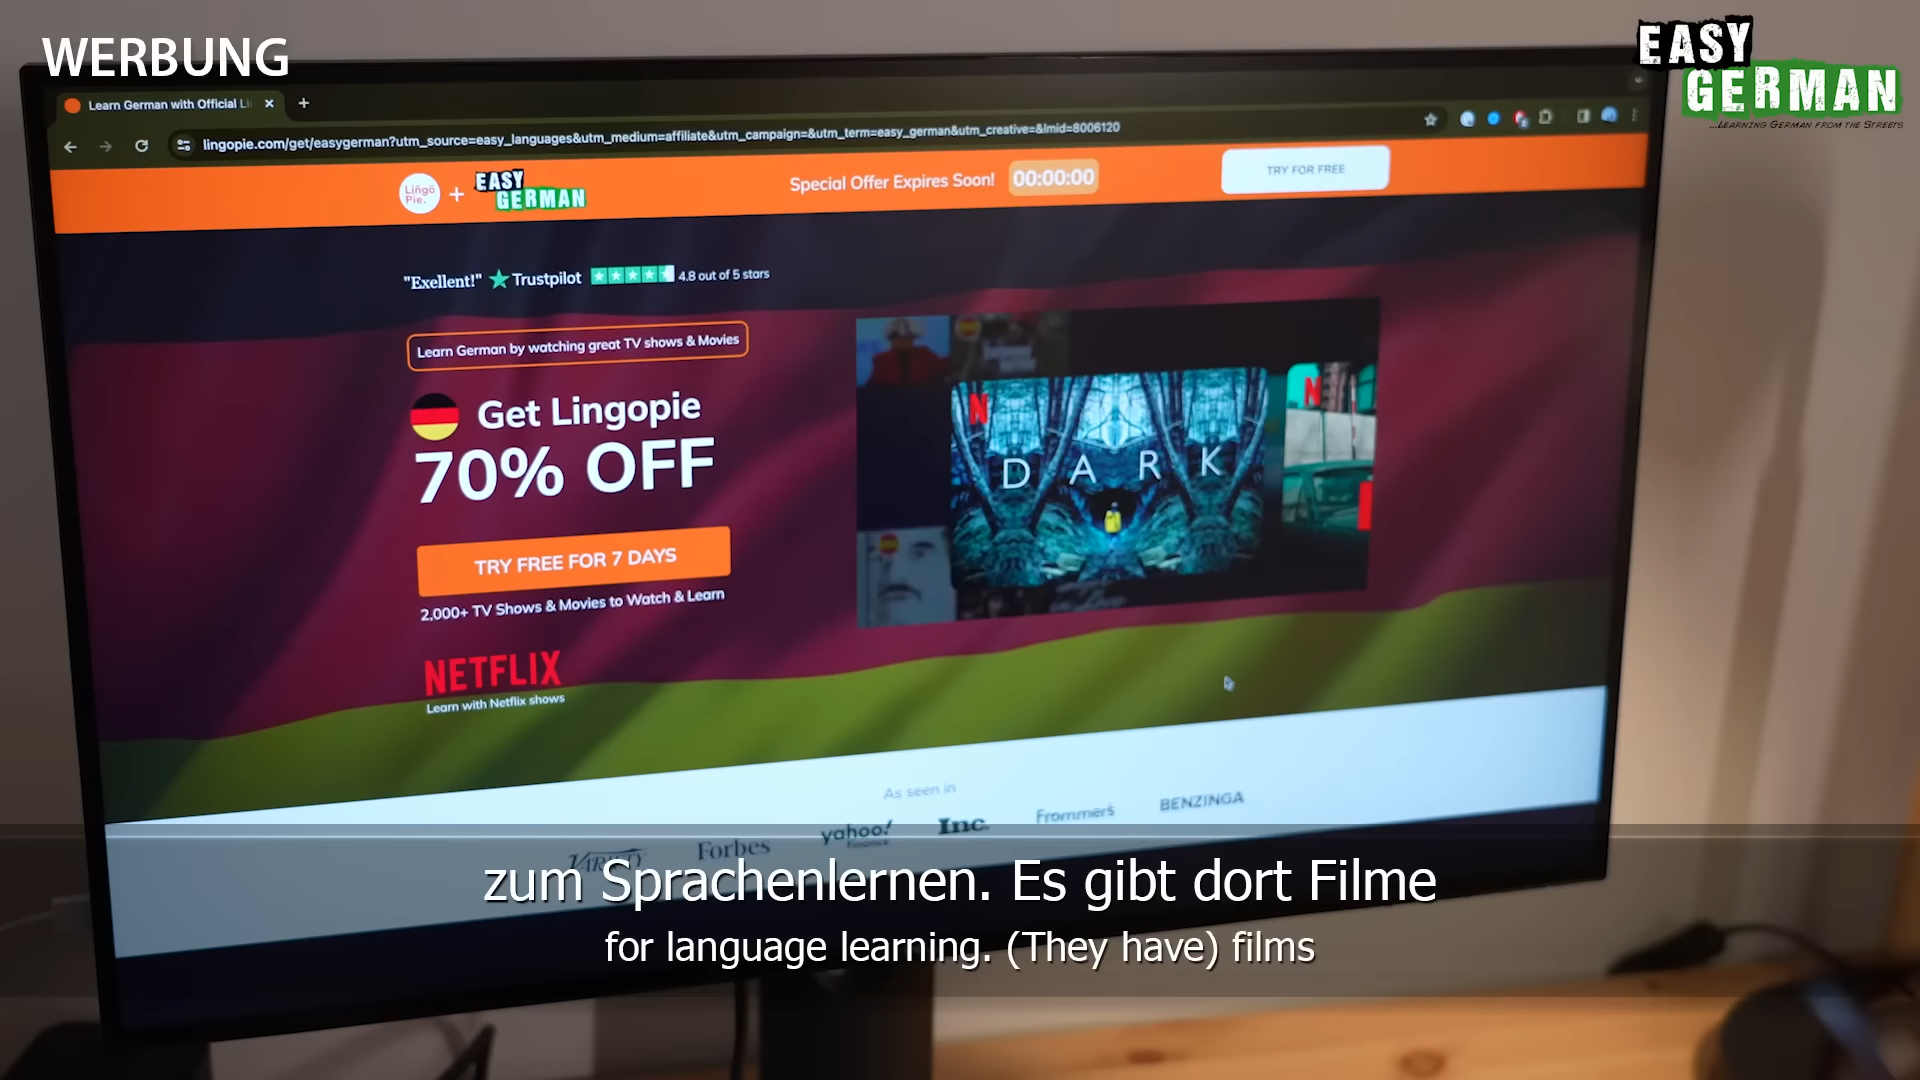 WERBUNG
EASY
GERMAN
...LEARNING GERMAN FROM THE STREETS
Learn German with Official Li
lingopie.com/get/easygerman?utm_source=easy_languages&utm_medium=affiliate&utm_campaign=&utm_term=easy_german&utm_creative=&lmid=8006120
Lingo
Pie.
+
EASY
GERMAN
Special Offer Expires Soon! 00:00:00
TRY FOR FREE
"Exellent!" Trustpilot 4.8 out of 5 stars
Learn German by watching great TV shows & Movies
Get Lingopie
70% OFF
TRY FREE FOR 7 DAYS
2,000+ TV Shows & Movies to Watch & Learn
NETFLIX
Learn with Netflix shows
N
DARK
N
As seen in
VARIETY Forbes yahoo! finance Inc. Frommer's BENZINGA
zum Sprachenlernen. Es gibt dort Filme
for language learning. (They have) films